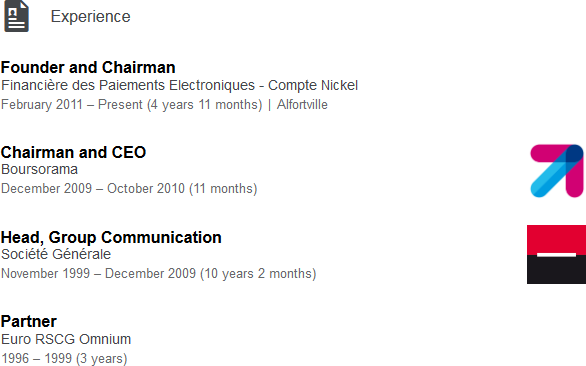 Experience
Founder and Chairman
Financière des Paiements Electroniques - Compte Nickel
February 2011 – Present (4 years 11 months) | Alfortville
Chairman and CEO
Boursorama
December 2009 – October 2010 (11 months)
Head, Group Communication
Société Générale
November 1999 – December 2009 (10 years 2 months)
Partner
Euro RSCG Omnium
1996 – 1999 (3 years)